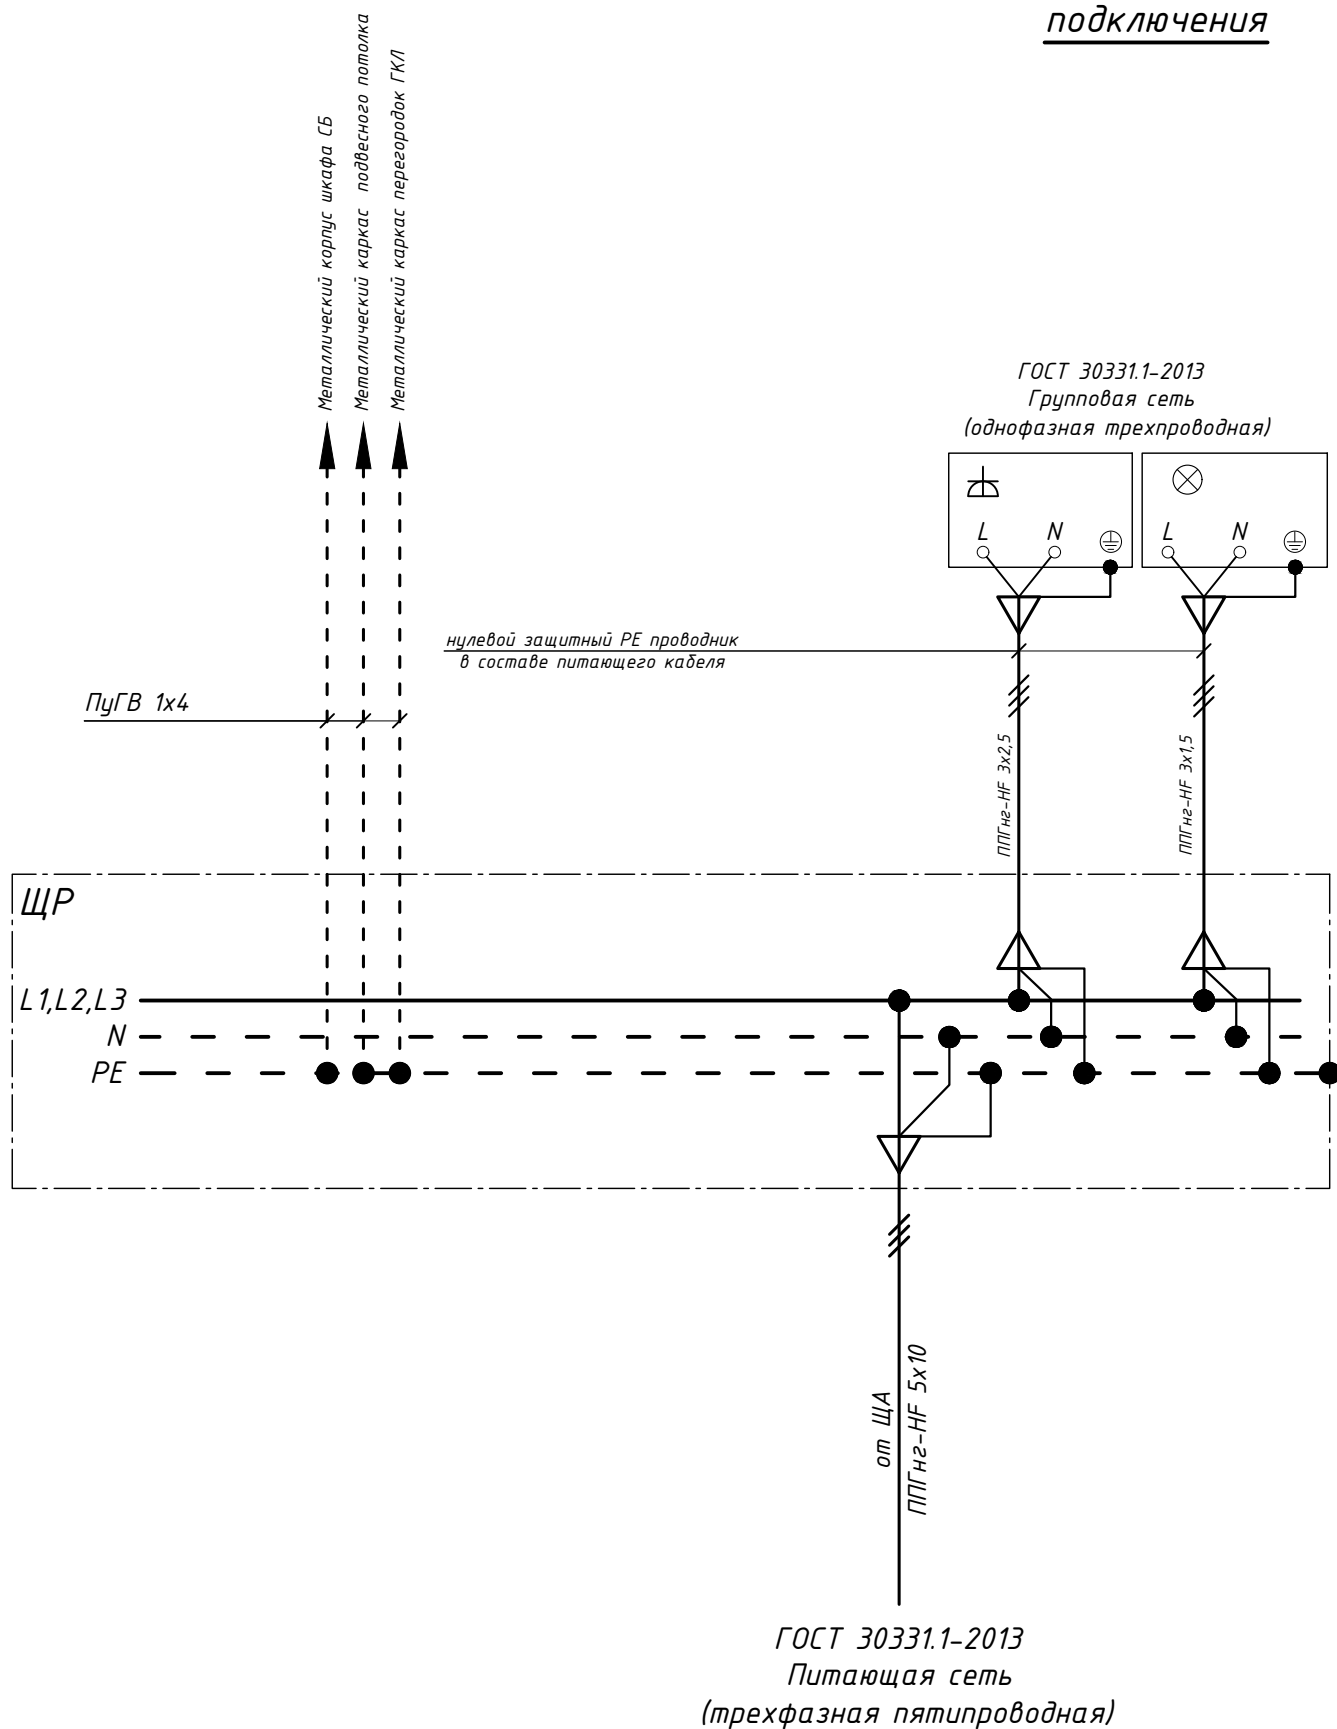 подключения
Металлический корпус шкафа СБ
Металлический каркас подвесного потолка
Металлический каркас перегородок ГКЛ
ГОСТ 30331.1-2013
Групповая сеть
(однофазная трехпроводная)
L N L N
нулевой защитный РЕ проводник
в составе питающего кабеля
ПуГВ 1х4
ППГнг-HF 3х2,5
ППГнг-HF 3х1,5
ЩР
L1,L2,L3
N
PE
от ЩА
ППГнг-HF 5х10
ГОСТ 30331.1-2013
Питающая сеть
(трехфазная пятипроводная)